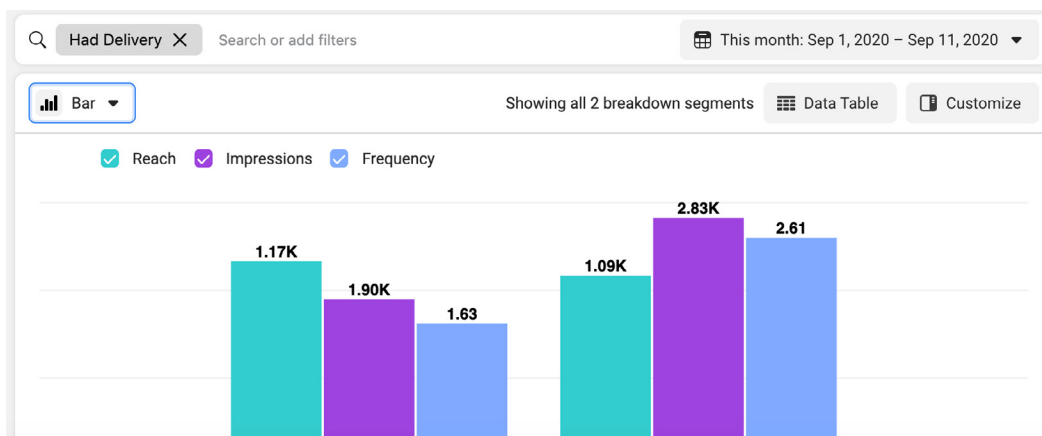 Had Delivery Search or add filters This month: Sep 1, 2020 – Sep 11, 2020
Bar Showing all 2 breakdown segments Data Table Customize
Reach Impressions Frequency
2.83K
2.61
1.17K
1.09K
1.90K
1.63